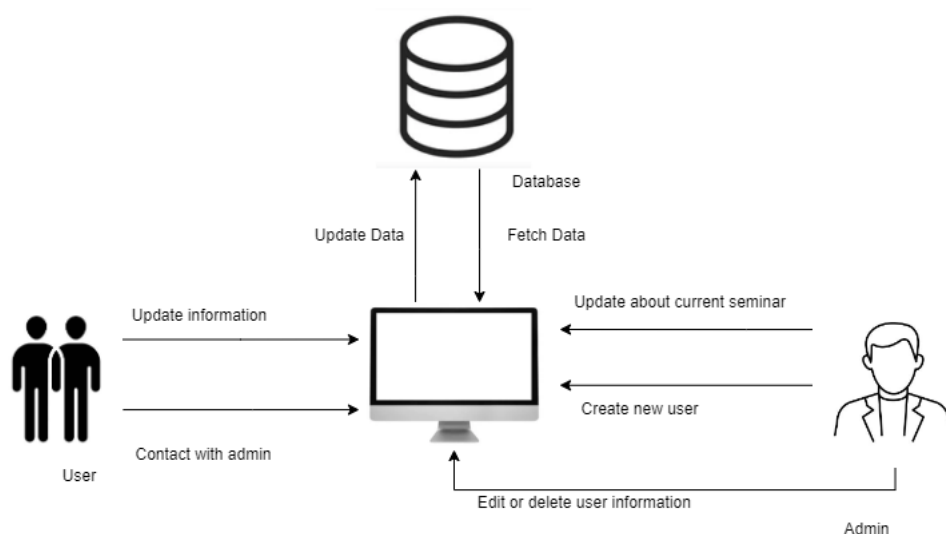 Database
Update Data
Fetch Data
Update information
Update about current seminar
Create new user
Contact with admin
User
Edit or delete user information
Admin